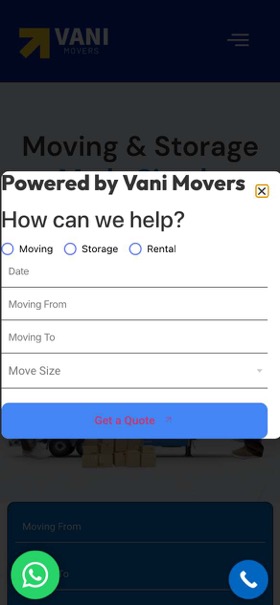 VANI
MOVERS
Moving & Storage
Powered by Vani Movers
How can we help?
Moving
Storage
Rental
Date
Moving From
Moving To
Move Size
Get a Quote
Moving From